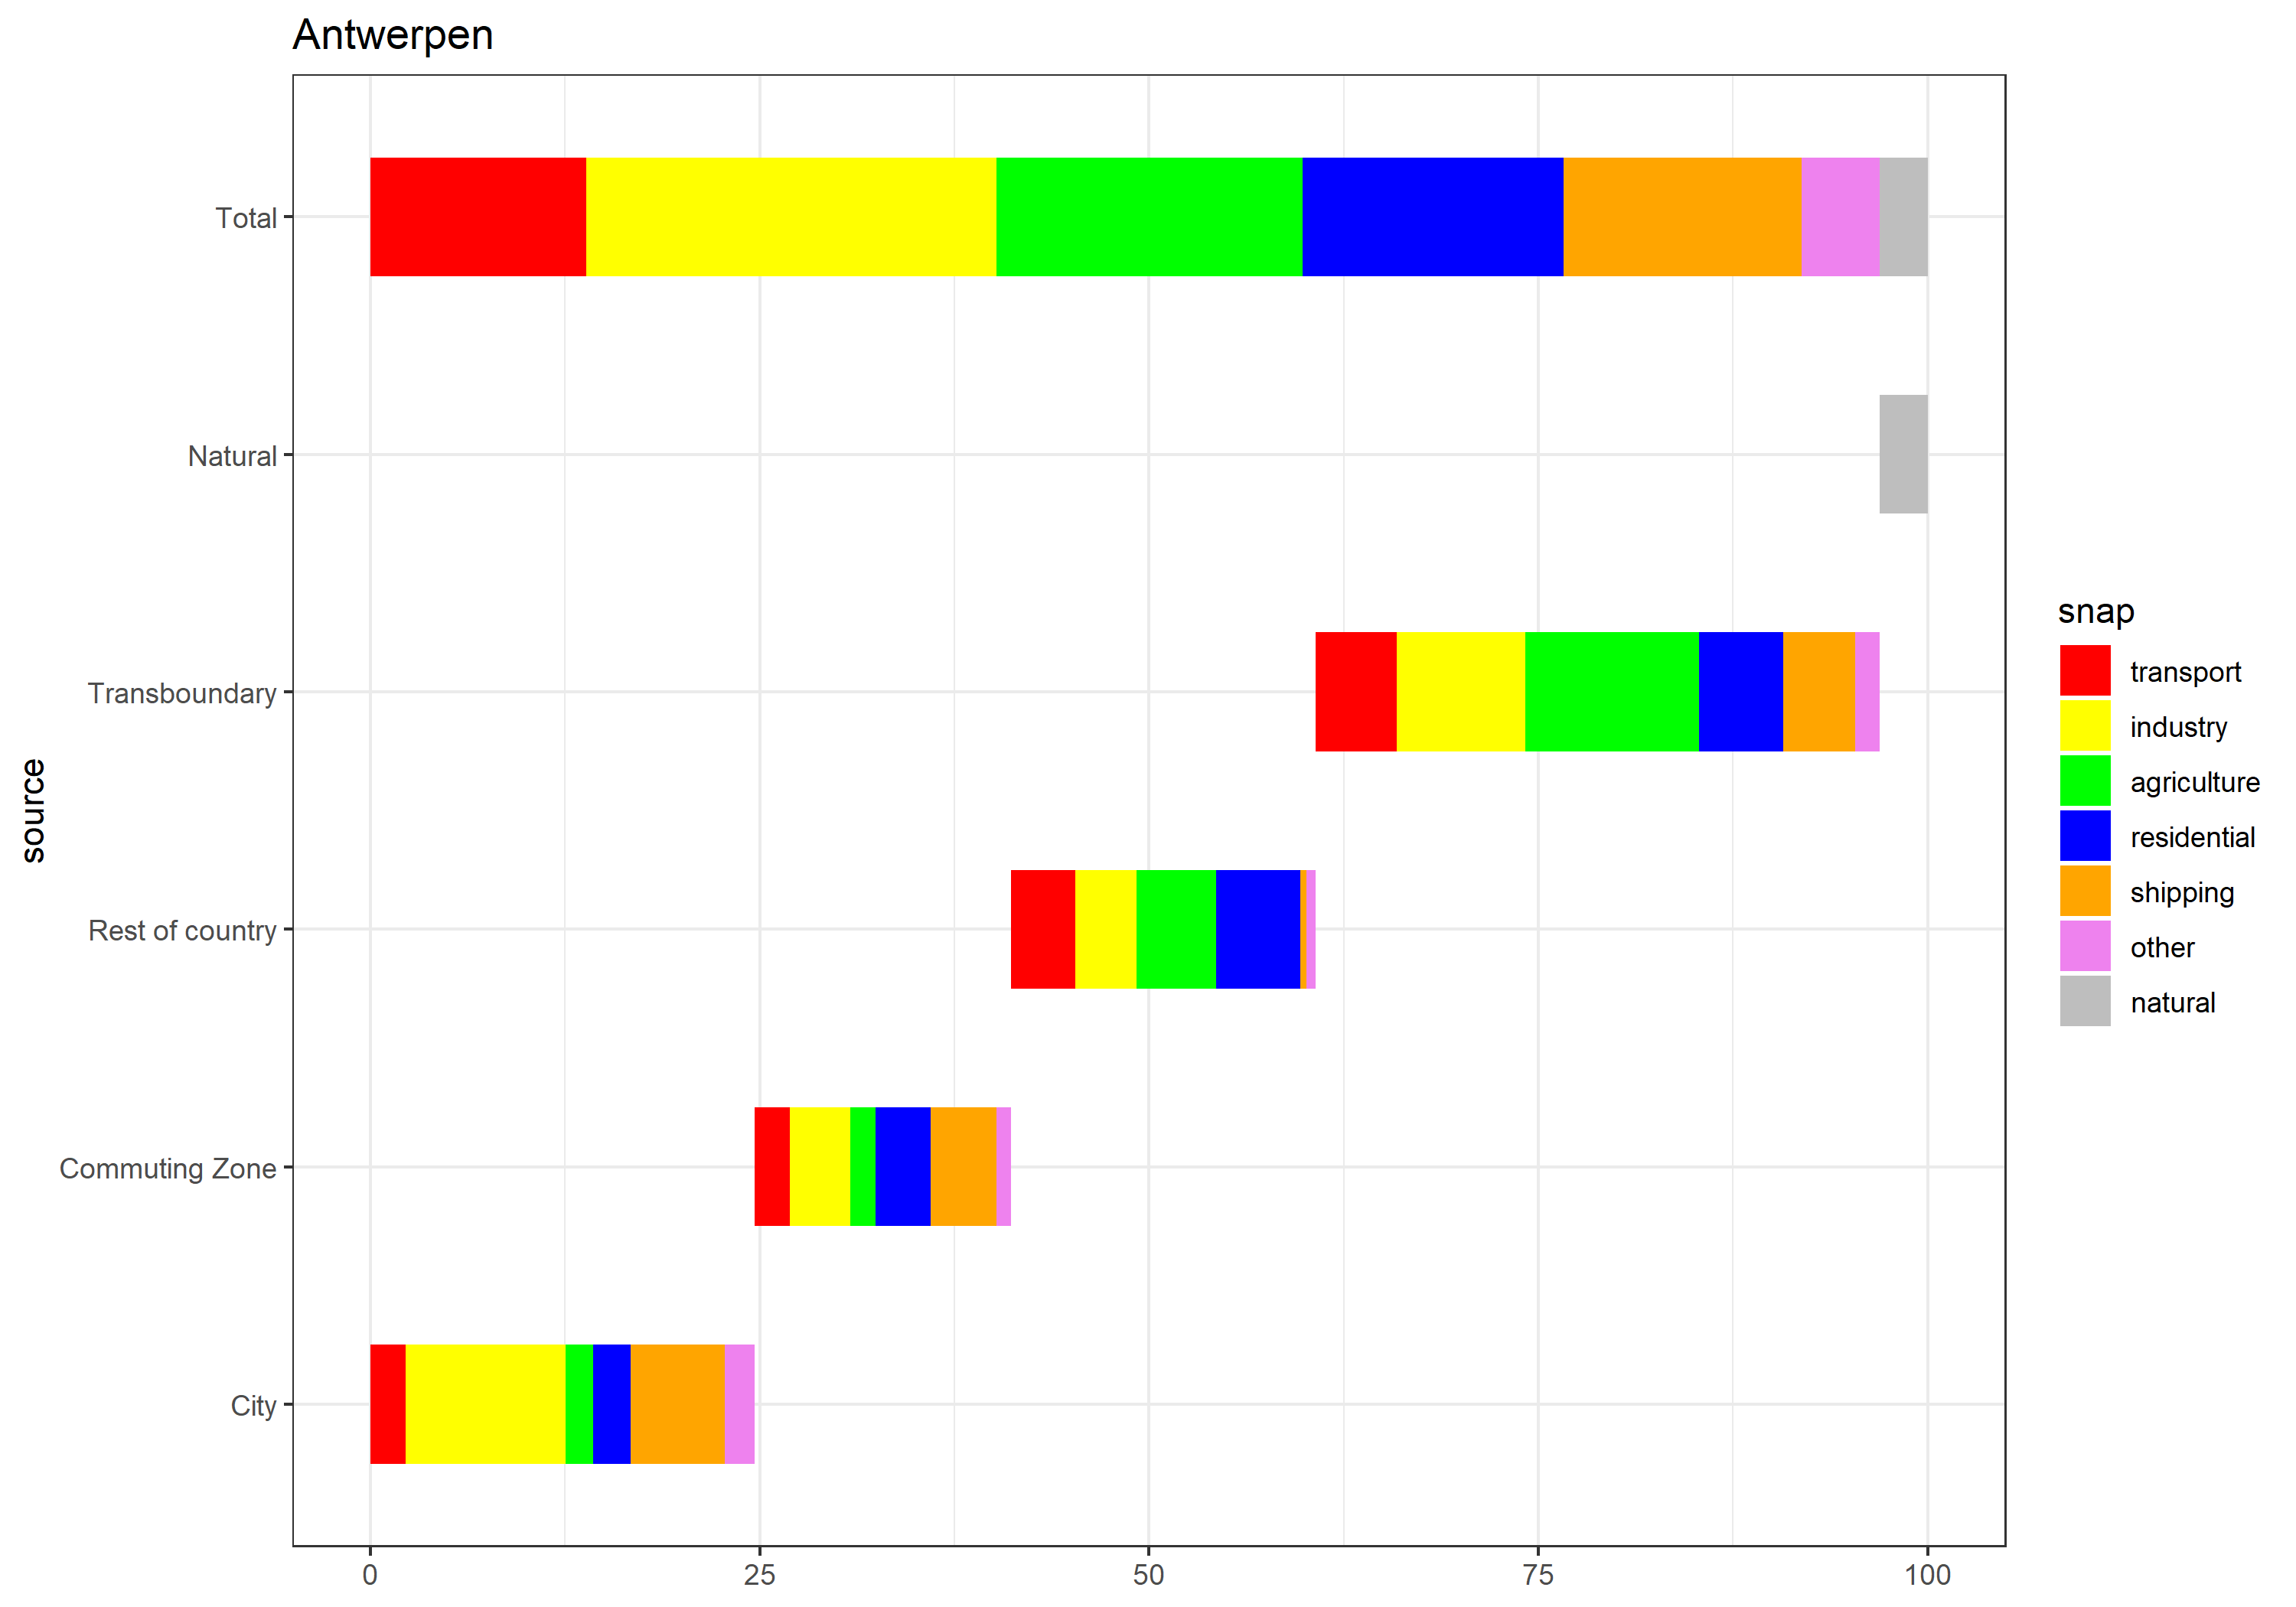 Antwerpen
Total
Natural
Transboundary
Rest of country
Commuting Zone
City
source
0 25 50 75 100
snap
transport
industry
agriculture
residential
shipping
other
natural